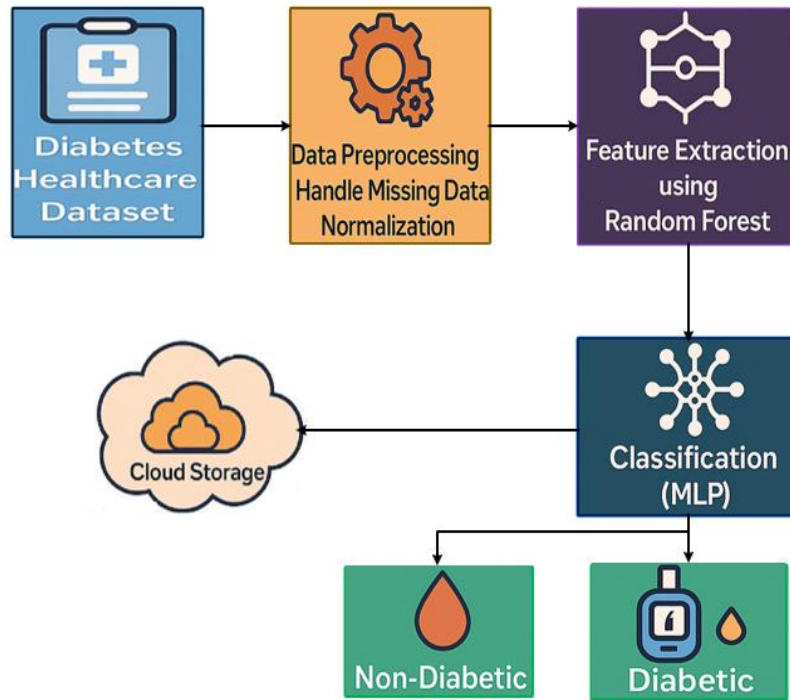 Diabetes
Healthcare
Dataset
Data Preprocessing
Handle Missing Data
Normalization
Feature Extraction
using
Random Forest
Cloud Storage
Classification
(MLP)
Non-Diabetic
Diabetic